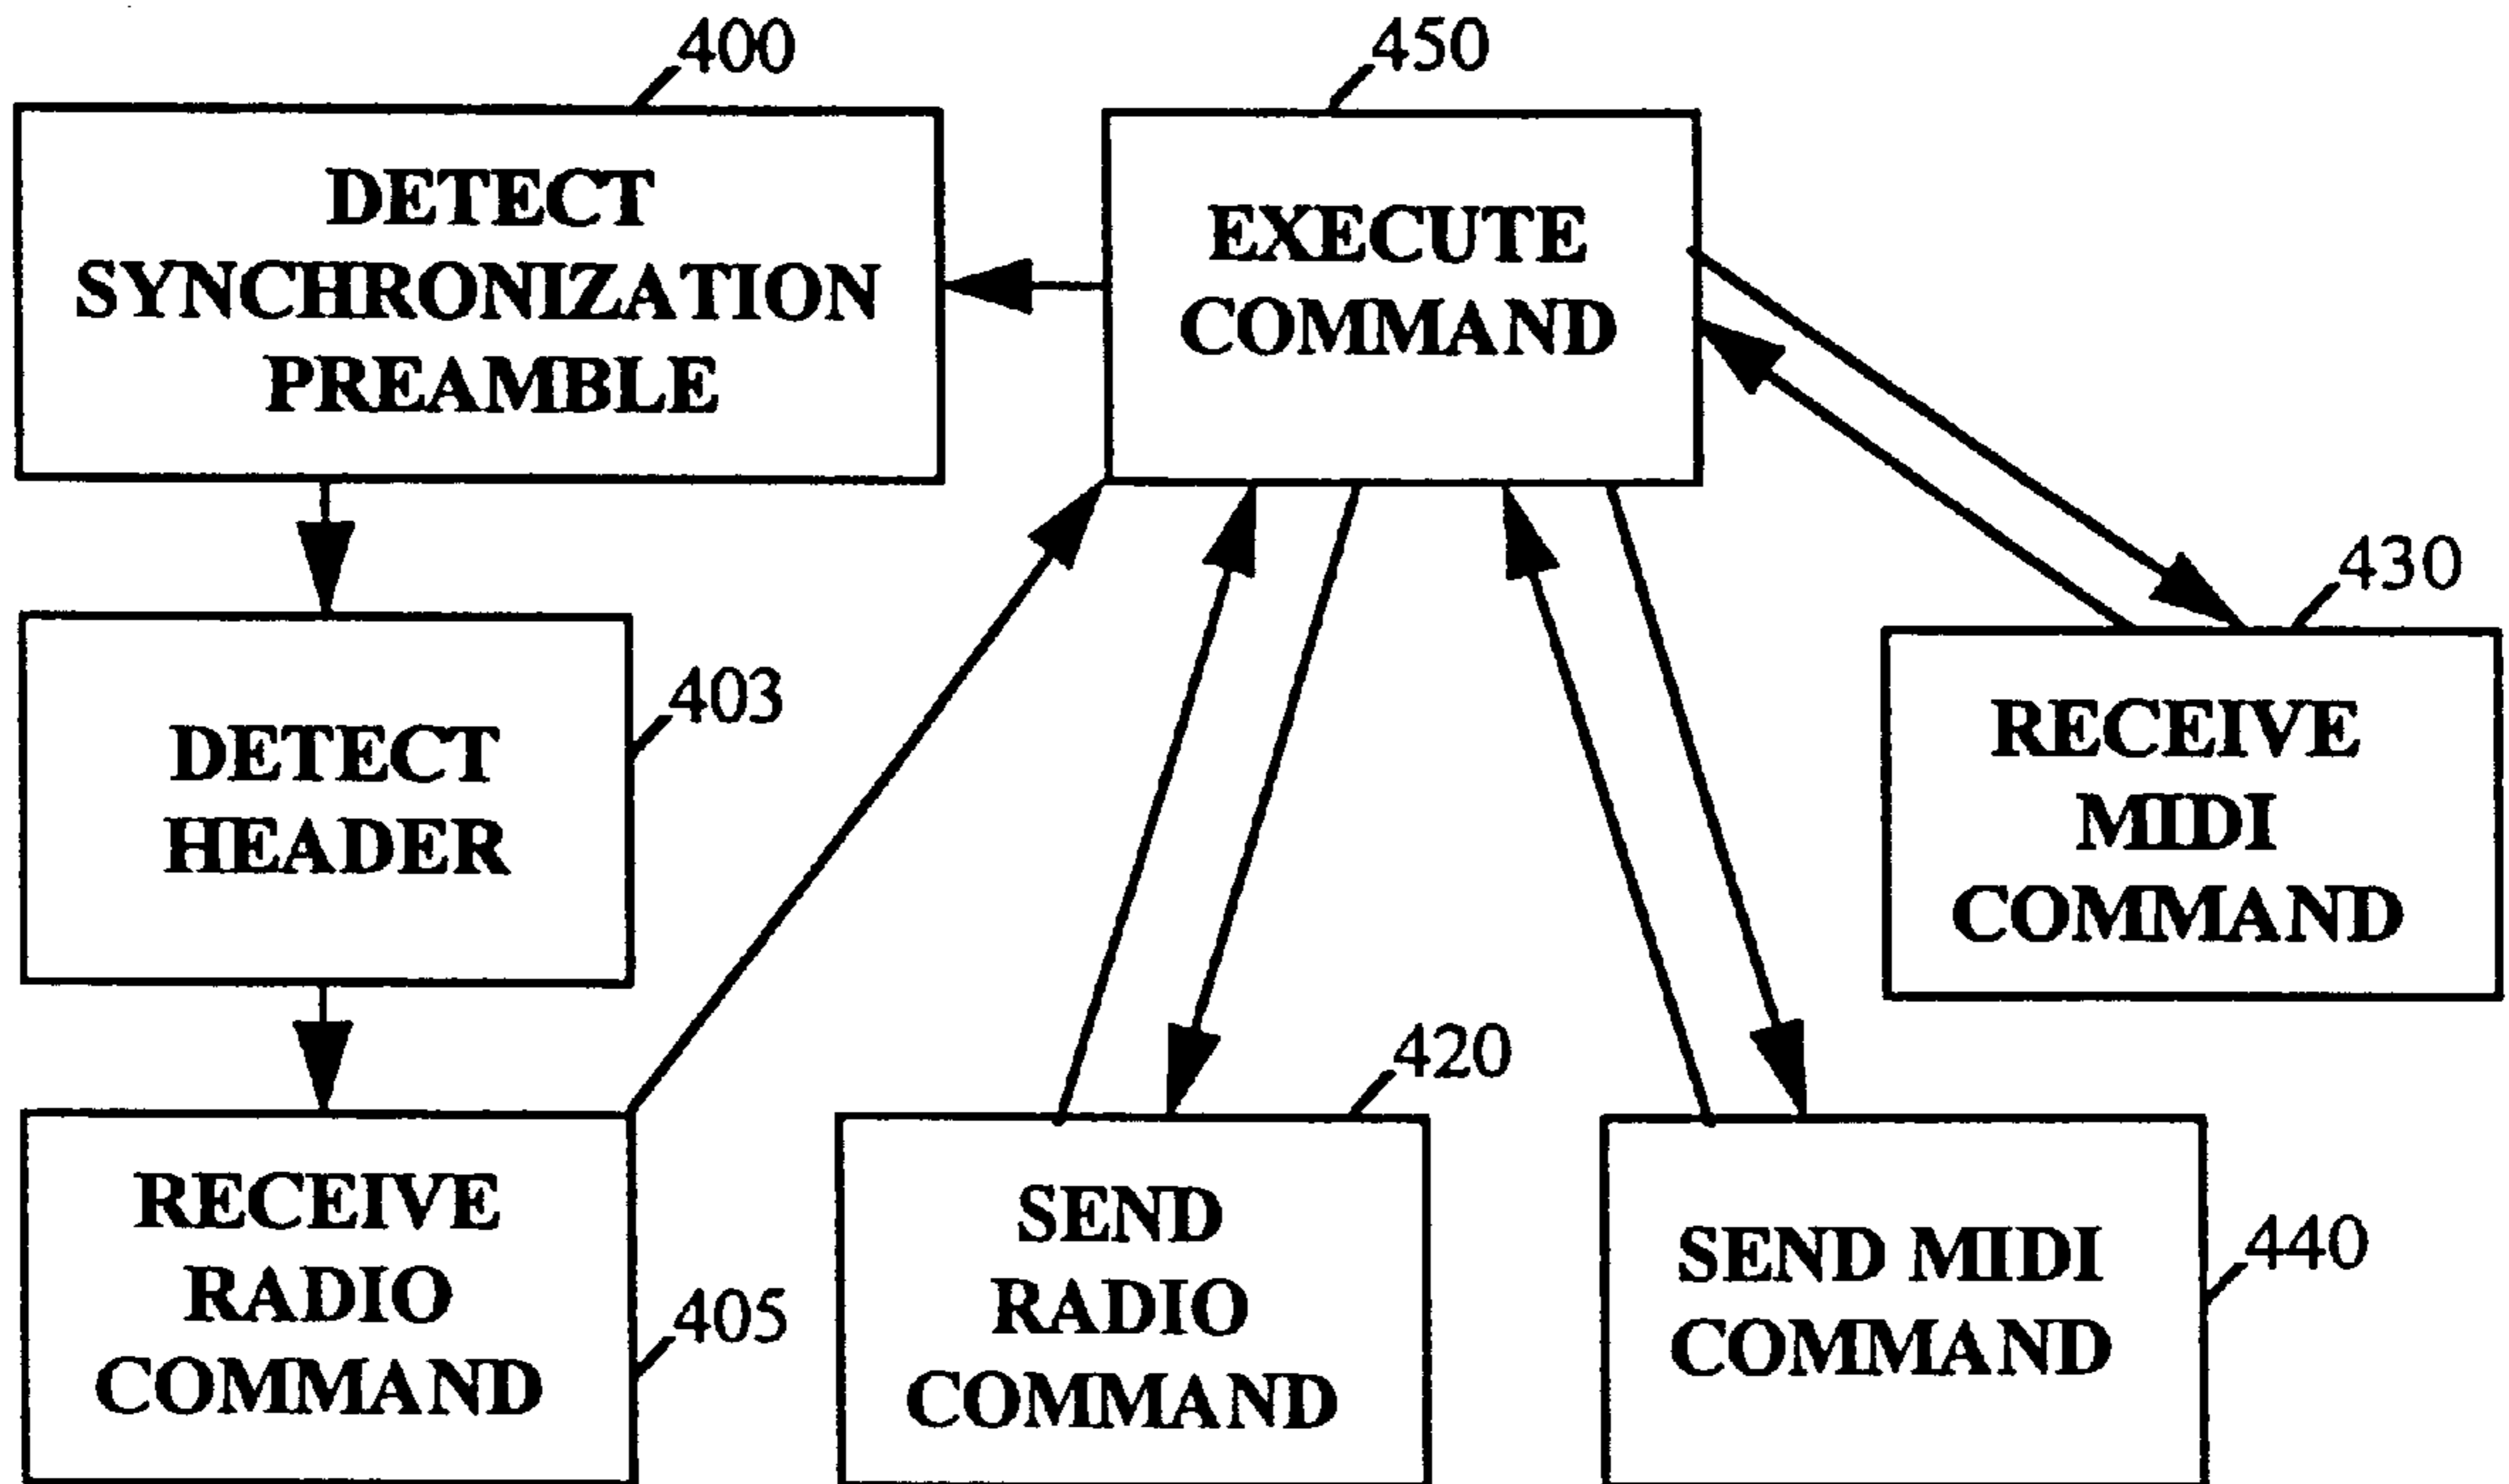 400
450
DETECT
SYNCHRONIZATION
PREAMBLE
EXECUTE
COMMAND
430
403
DETECT
HEADER
RECEIVE
MIDI
COMMAND
420
RECEIVE
RADIO
COMMAND
405
SEND
RADIO
COMMAND
SEND MIDI
COMMAND
440